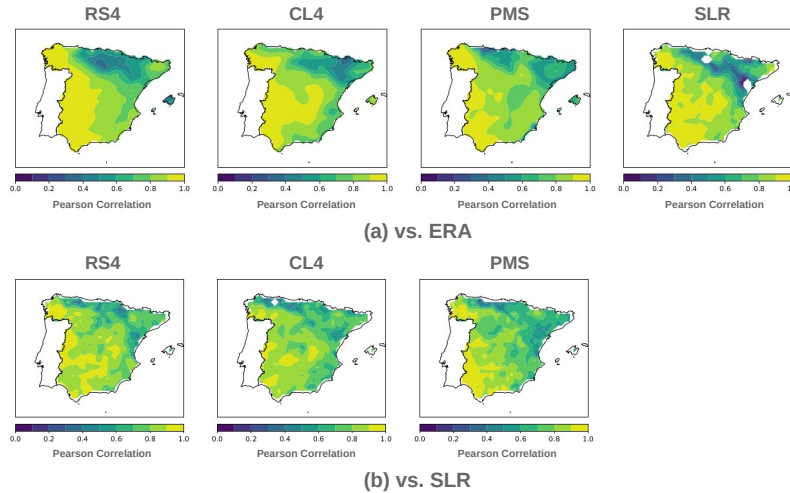 RS4 CL4 PMS SLR
0.0 0.2 0.4 0.6 0.8 1.0 0.0 0.2 0.4 0.6 0.8 1.0 0.0 0.2 0.4 0.6 0.8 1.0 0.0 0.2 0.4 0.6 0.8 1.0
Pearson Correlation Pearson Correlation Pearson Correlation Pearson Correlation
(a) vs. ERA
RS4 CL4 PMS
0.0 0.2 0.4 0.6 0.8 1.0 0.0 0.2 0.4 0.6 0.8 1.0 0.0 0.2 0.4 0.6 0.8 1.0
Pearson Correlation Pearson Correlation Pearson Correlation
(b) vs. SLR